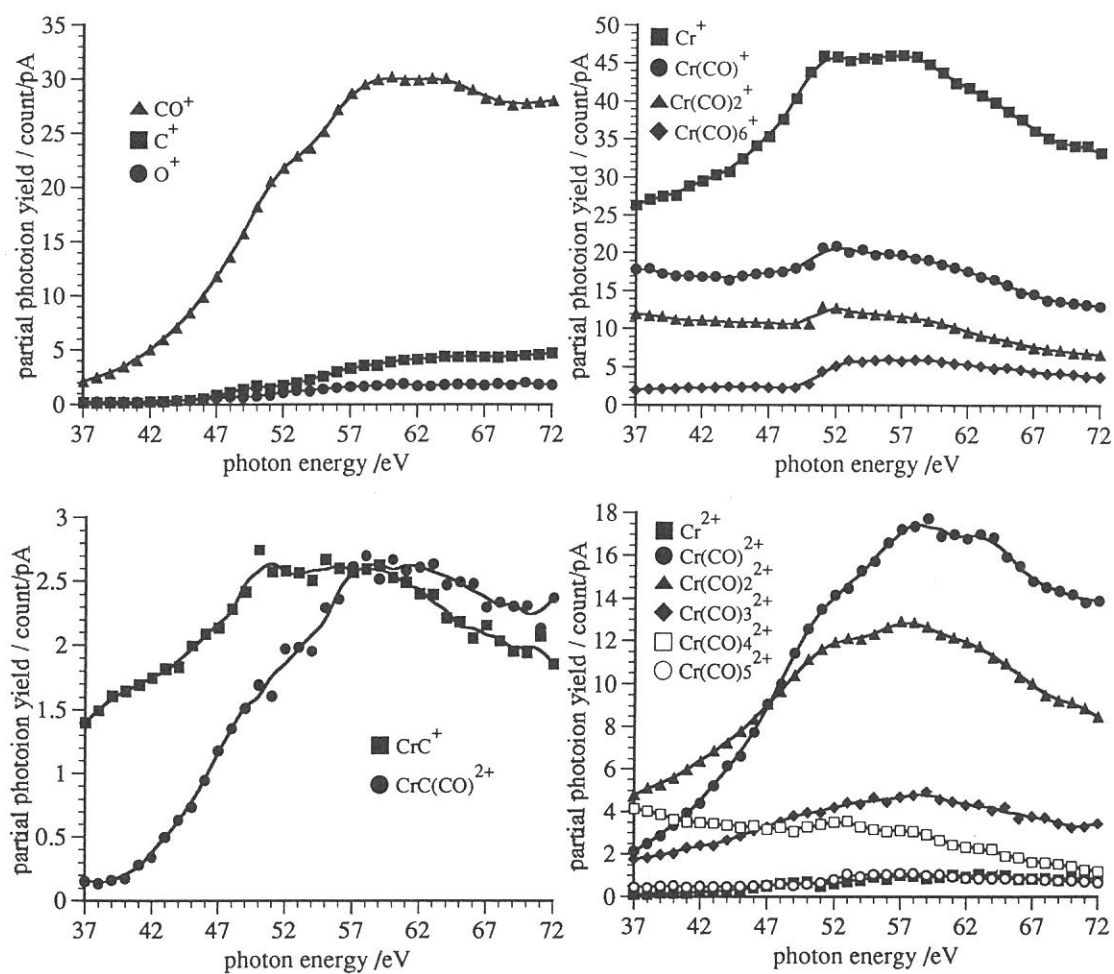 partial photoion yield / count/pA
35
30
25
20
15
10
5
0
CO⁺
C⁺
O⁺
37 42 47 52 57 62 67 72
photon energy /eV
partial photoion yield / count/pA
50
45
40
35
30
25
20
15
10
5
0
Cr⁺
Cr(CO)⁺
Cr(CO)2⁺
Cr(CO)6⁺
37 42 47 52 57 62 67 72
photon energy /eV
partial photoion yield / count/pA
3
2.5
2
1.5
1
0.5
0
CrC⁺
CrC(CO)²⁺
37 42 47 52 57 62 67 72
photon energy /eV
partial photoion yield / count/pA
18
16
14
12
10
8
6
4
2
0
Cr²⁺
Cr(CO)²⁺
Cr(CO)2²⁺
Cr(CO)3²⁺
Cr(CO)4²⁺
Cr(CO)5²⁺
37 42 47 52 57 62 67 72
photon energy /eV